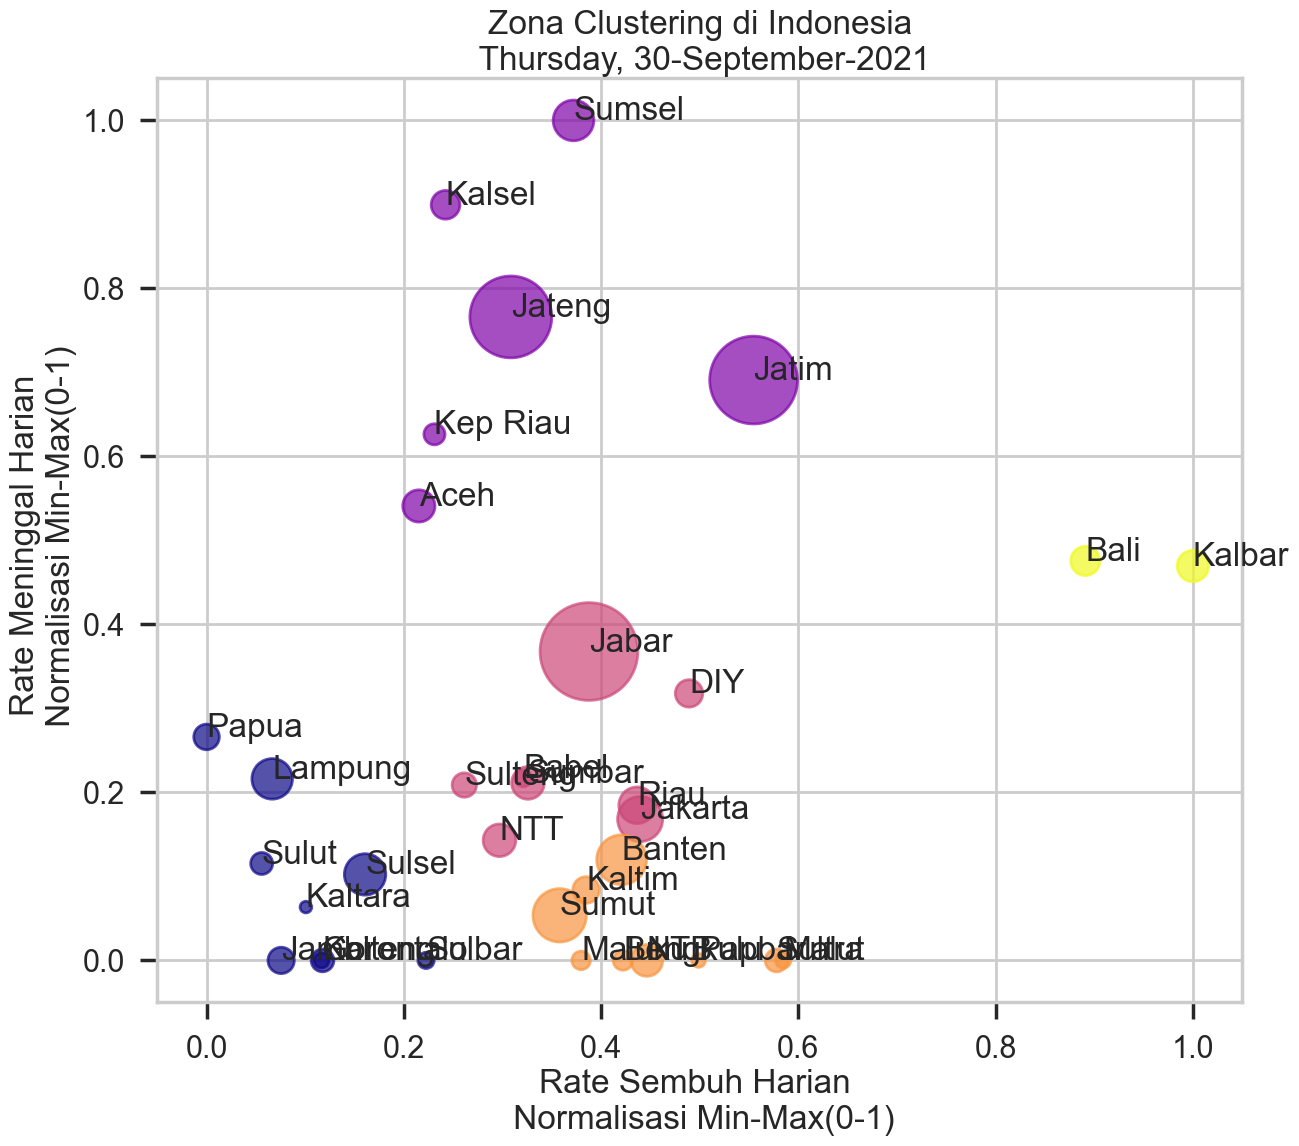 Zona Clustering di Indonesia
Thursday, 30-September-2021
1.0
0.8
0.6
0.4
0.2
0.0
Rate Meninggal Harian
Normalisasi Min-Max(0-1)
Sumsel
Kalsel
Jateng
Jatim
Kep Riau
Aceh
Bali
Kalbar
Jabar
DIY
Papua
Lampung
Sulteng
Babel
Sumbar
Riau
Jakarta
NTT
Banten
Sulut
Sulsel
Kaltim
Kaltara
Sumut
Sulbar
0.0
0.2
0.4
0.6
0.8
1.0
Rate Sembuh Harian
Normalisasi Min-Max(0-1)